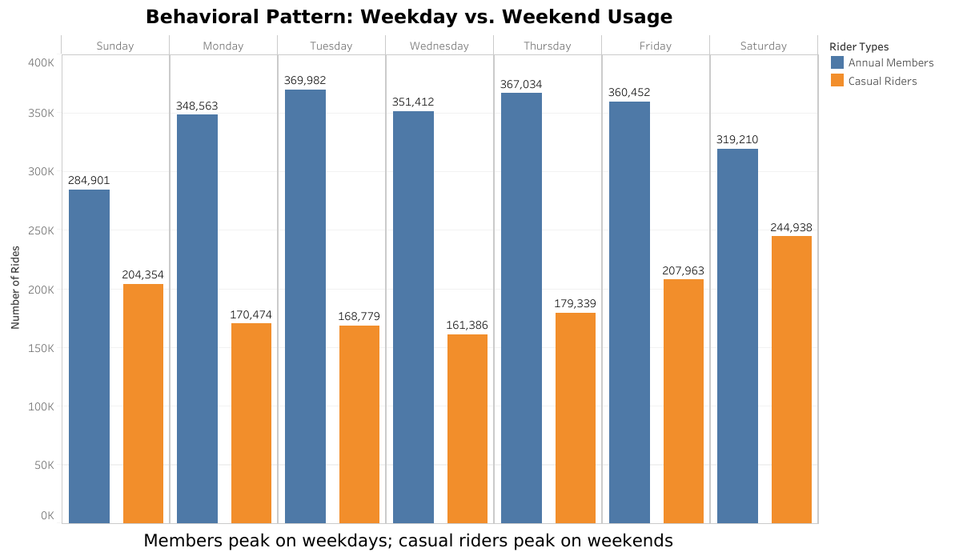 Behavioral Pattern: Weekday vs. Weekend Usage
Sunday Monday Tuesday Wednesday Thursday Friday Saturday
Rider Types
Annual Members
Casual Riders
Number of Rides
400K
350K
300K
250K
200K
150K
100K
50K
0K
284,901
204,354
348,563
170,474
369,982
168,779
351,412
161,386
367,034
179,339
360,452
207,963
319,210
244,938
Members peak on weekdays; casual riders peak on weekends